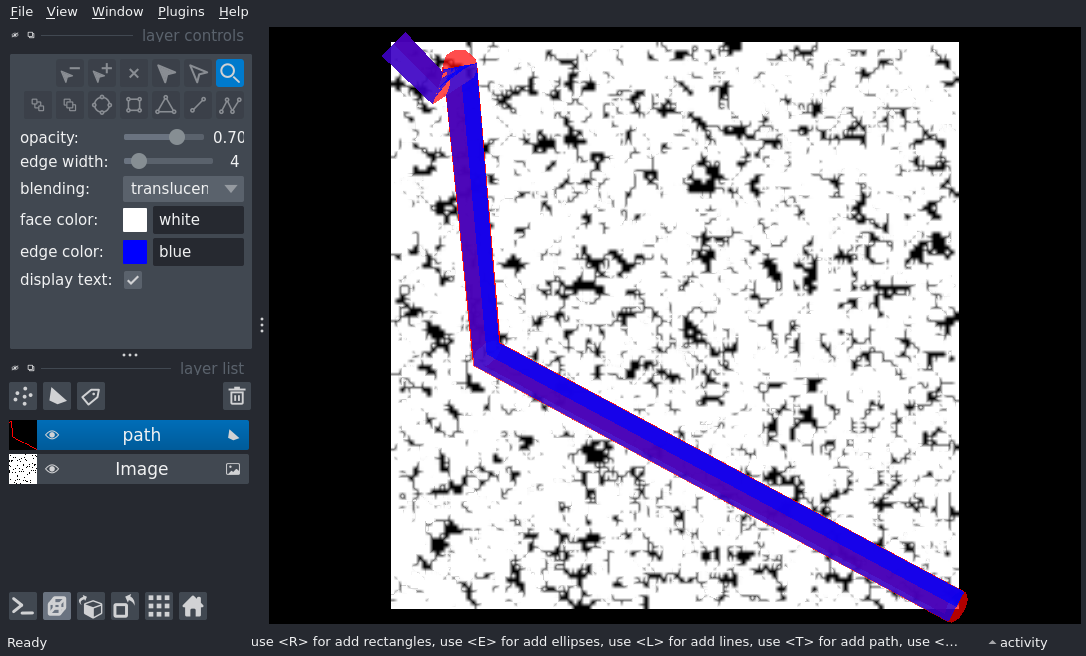 File View Window Plugins Help
layer controls
opacity: 0.70
edge width: 4
blending: translucen
face color: white
edge color: blue
display text:
layer list
path
Image
Ready use <R> for add rectangles, use <E> for add ellipses, use <L> for add lines, use <T> for add path, use <... activity